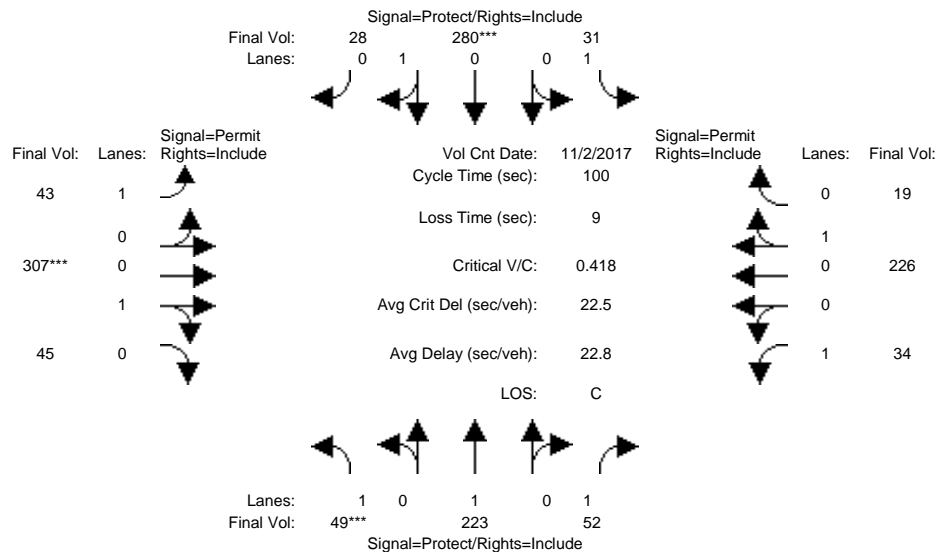 Signal=Protect/Rights=Include
Final Vol: 28 280*** 31
Lanes: 0 1 0 0 1
Signal=Permit
Final Vol: Lanes: Rights=Include
Vol Cnt Date: 11/2/2017
Signal=Permit
Rights=Include Lanes: Final Vol:
Cycle Time (sec): 100
43 1 0 19
Loss Time (sec): 9
0 1
307*** 0 Critical V/C: 0.418 0 226
1 Avg Crit Del (sec/veh): 22.5 0
45 0 Avg Delay (sec/veh): 22.8 1 34
LOS: C
Lanes: 1 0 1 0 1
Final Vol: 49*** 223 52
Signal=Protect/Rights=Include